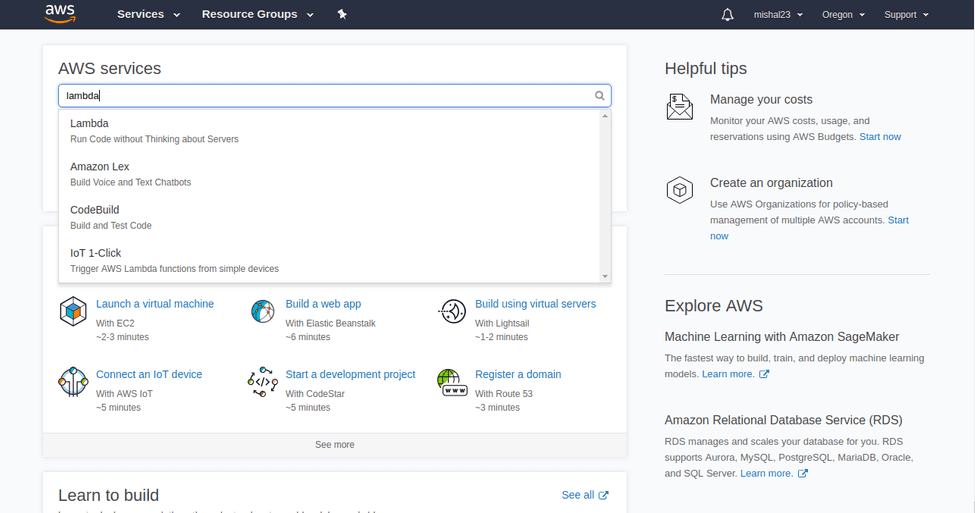 aws
Services
Resource Groups
mishal23
Oregon
Support
AWS services
lambda
Lambda
Run Code without Thinking about Servers
Amazon Lex
Build Voice and Text Chatbots
CodeBuild
Build and Test Code
IoT 1-Click
Trigger AWS Lambda functions from simple devices
Launch a virtual machine
With EC2
~2-3 minutes
Build a web app
With Elastic Beanstalk
~6 minutes
Build using virtual servers
With Lightsail
~1-2 minutes
Connect an IoT device
With AWS IoT
~5 minutes
Start a development project
With CodeStar
~5 minutes
Register a domain
With Route 53
~3 minutes
See more
Learn to build
See all
Helpful tips
Manage your costs
Monitor your AWS costs, usage, and
reservations using AWS Budgets. Start now
Create an organization
Use AWS Organizations for policy-based
management of multiple AWS accounts. Start
now
Explore AWS
Machine Learning with Amazon SageMaker
The fastest way to build, train, and deploy machine learning
models. Learn more.
Amazon Relational Database Service (RDS)
RDS manages and scales your database for you. RDS
supports Aurora, MySQL, PostgreSQL, MariaDB, Oracle,
and SQL Server. Learn more.